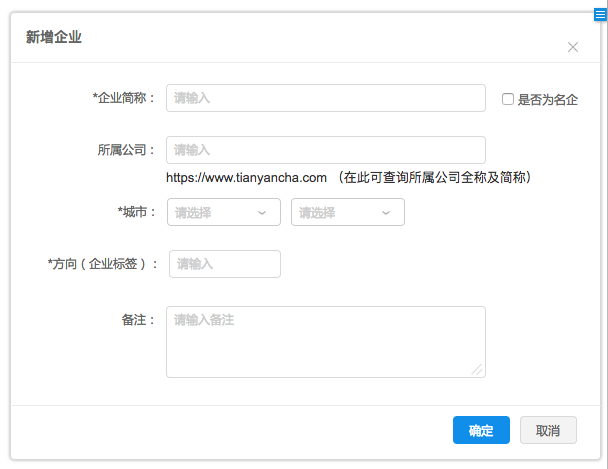 新增企业
*企业简称： 请输入 是否为名企
所属公司： 请输入
https://www.tianyancha.com （在此可查询所属公司全称及简称）
*城市： 请选择 请选择
*方向（企业标签）： 请输入
备注： 请输入备注
确定 取消